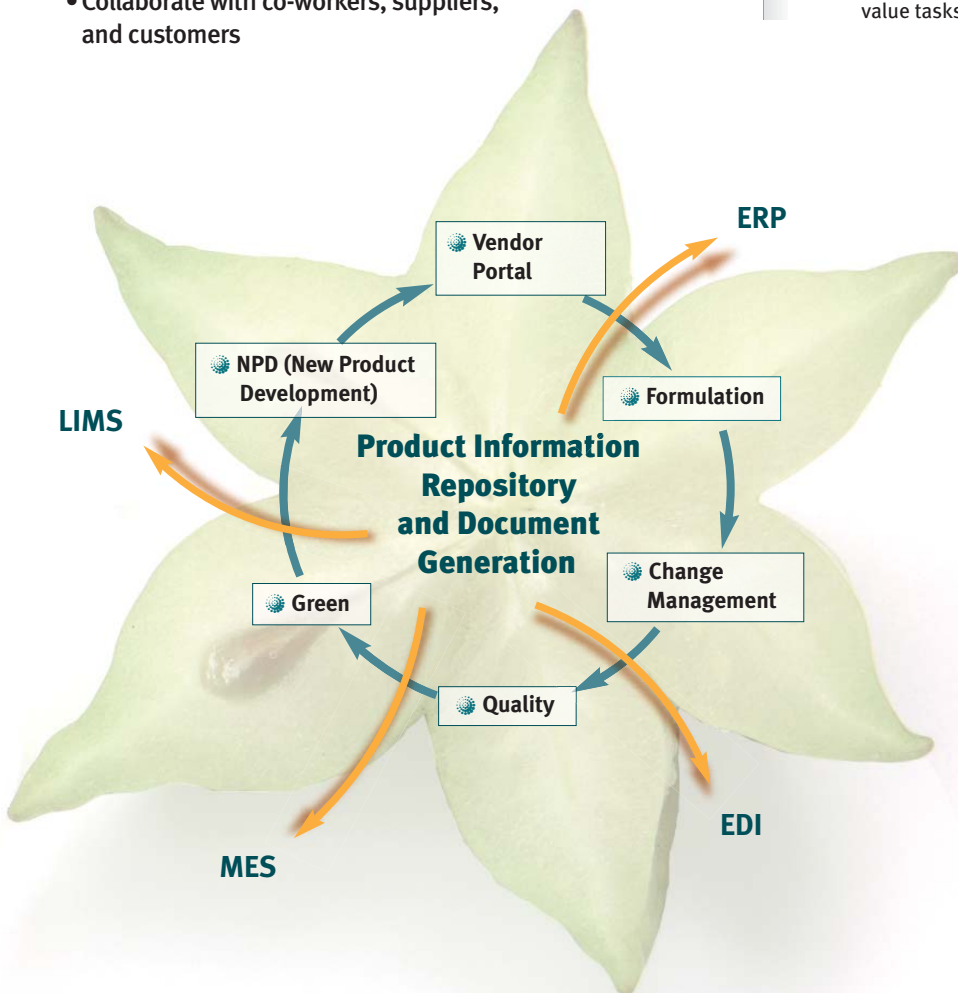 • Collaborate with co-workers, suppliers,
and customers
value tasks
ERP
Vendor
Portal
NPD (New Product
Development)
Formulation
LIMS
Product Information
Repository
and Document
Generation
Change
Management
Green
Quality
EDI
MES